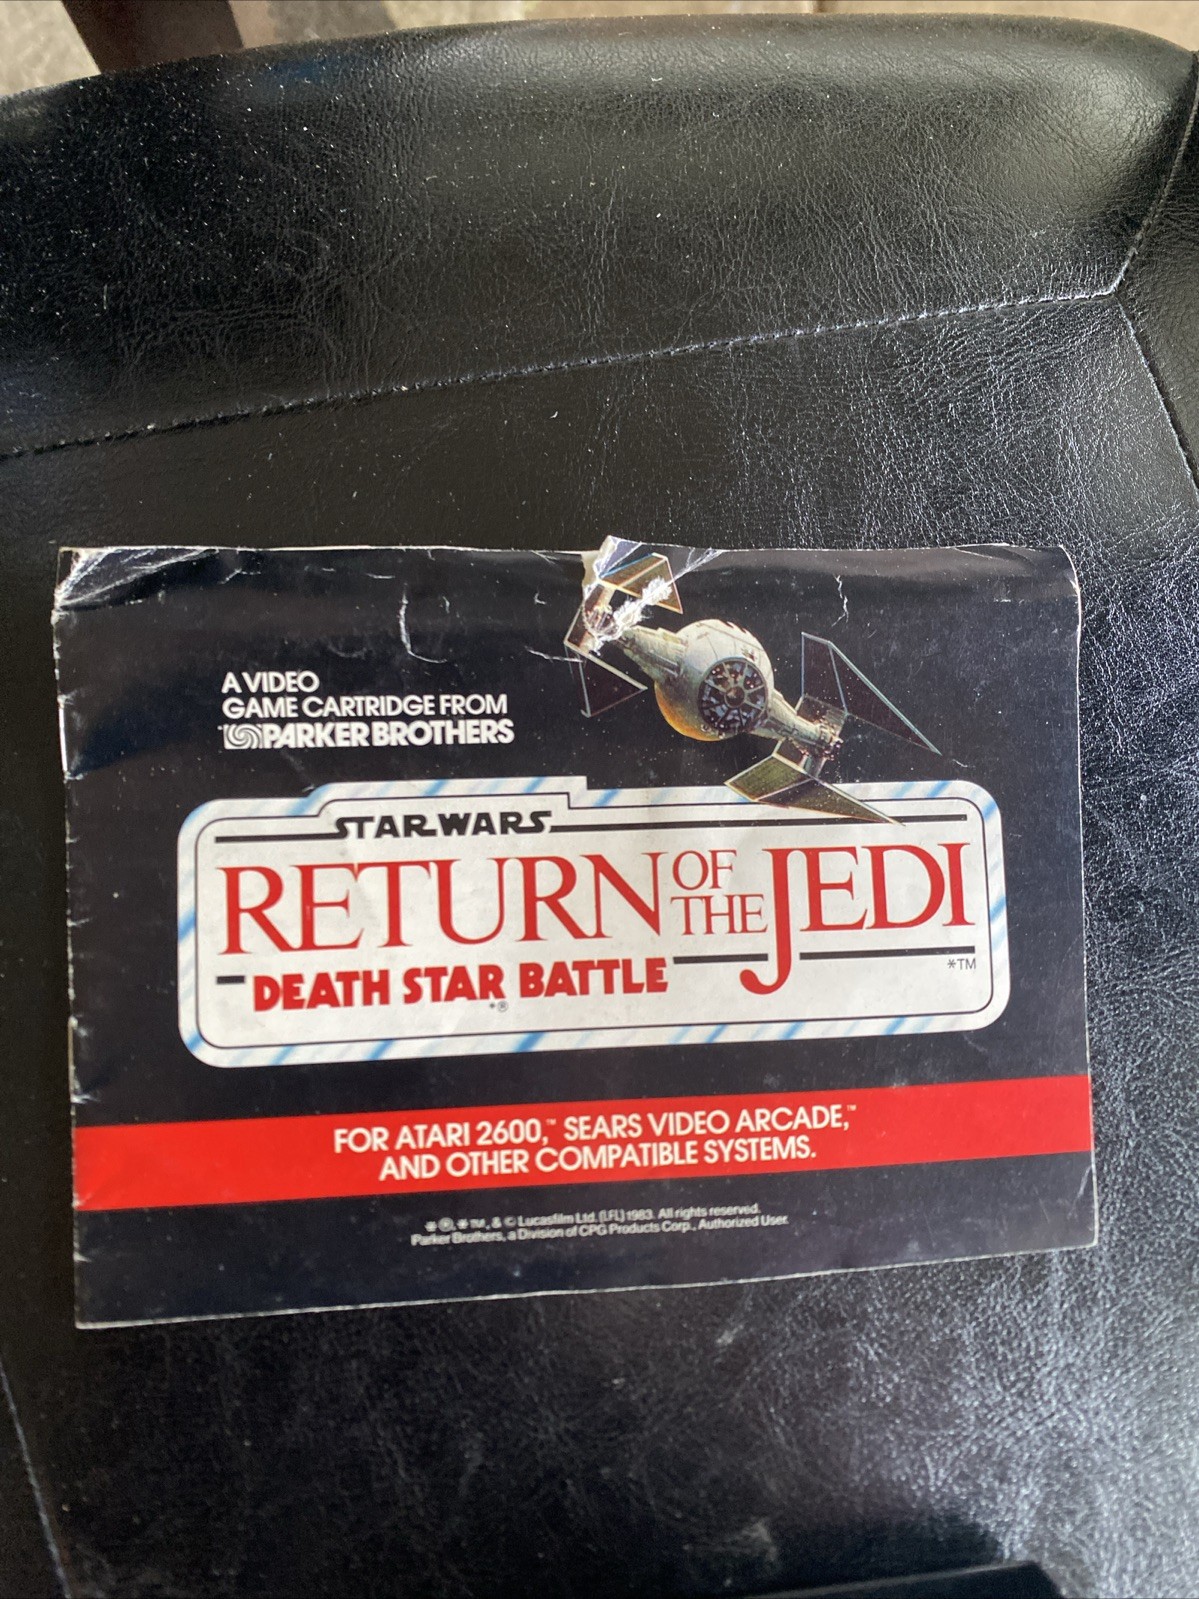 A VIDEO
GAME CARTRIDGE FROM
PARKER BROTHERS
STAR WARS
RETURN OF THE JEDI
*TM
DEATH STAR BATTLE
*®
FOR ATARI 2600,™ SEARS VIDEO ARCADE,™
AND OTHER COMPATIBLE SYSTEMS.
*®, *™, & © Lucasfilm Ltd. (LFL) 1983. All rights reserved.
Parker Brothers, a Division of CPG Products Corp., Authorized User.